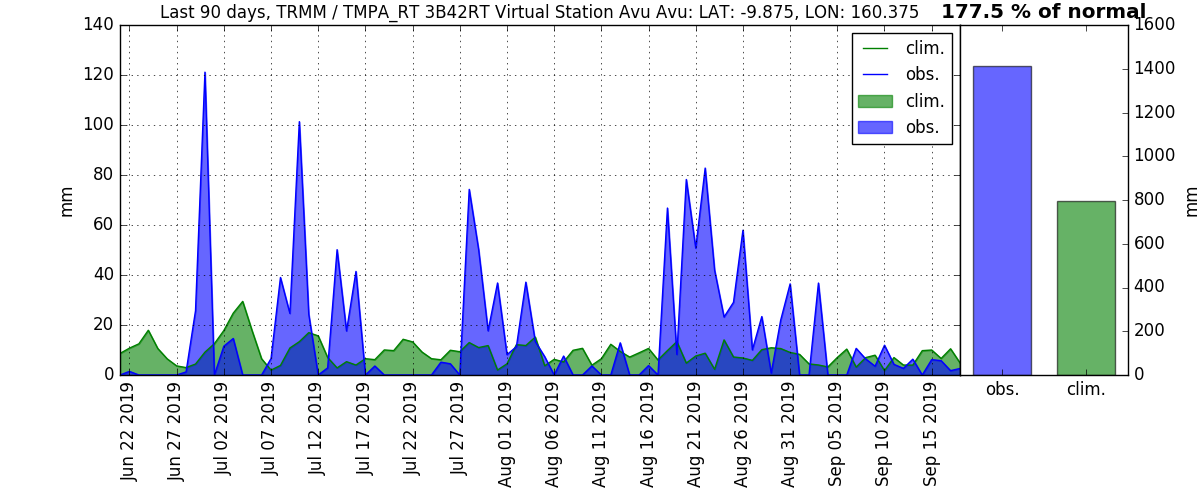 Last 90 days, TRMM / TMPA_RT 3B42RT Virtual Station Avu Avu: LAT: -9.875, LON: 160.375
177.5 % of normal
mm
140
120
100
80
60
40
20
0
clim.
obs.
clim.
obs.
Jun 22 2019
Jun 27 2019
Jul 02 2019
Jul 07 2019
Jul 12 2019
Jul 17 2019
Jul 22 2019
Jul 27 2019
Aug 01 2019
Aug 06 2019
Aug 11 2019
Aug 16 2019
Aug 21 2019
Aug 26 2019
Aug 31 2019
Sep 05 2019
Sep 10 2019
Sep 15 2019
obs.
clim.
1600
1400
1200
1000
800
600
400
200
0
mm